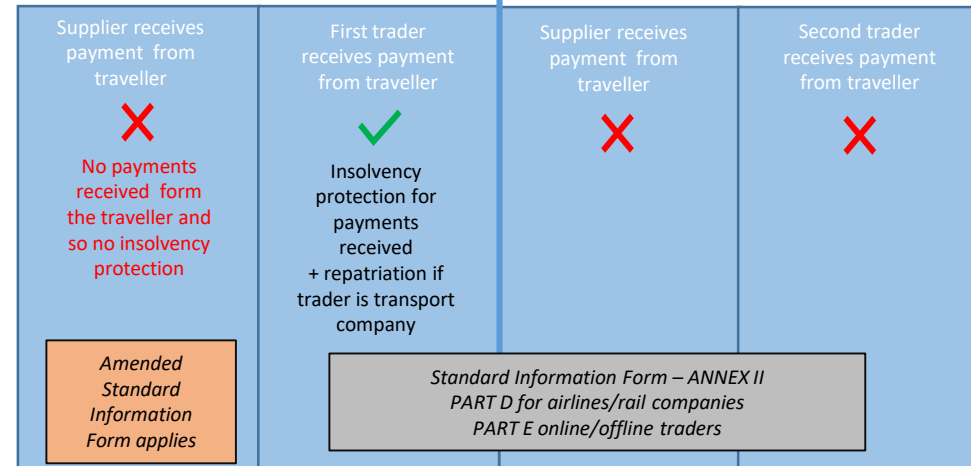 Supplier receives
payment from
traveller
No payments
received form
the traveller and
so no insolvency
protection
Amended
Standard
Information
Form applies
First trader
receives payment
from traveller
Insolvency
protection for
payments
received
+ repatriation if
trader is transport
company
Supplier receives
payment from
traveller
Second trader
receives payment
from traveller
Standard Information Form – ANNEX II
PART D for airlines/rail companies
PART E online/offline traders